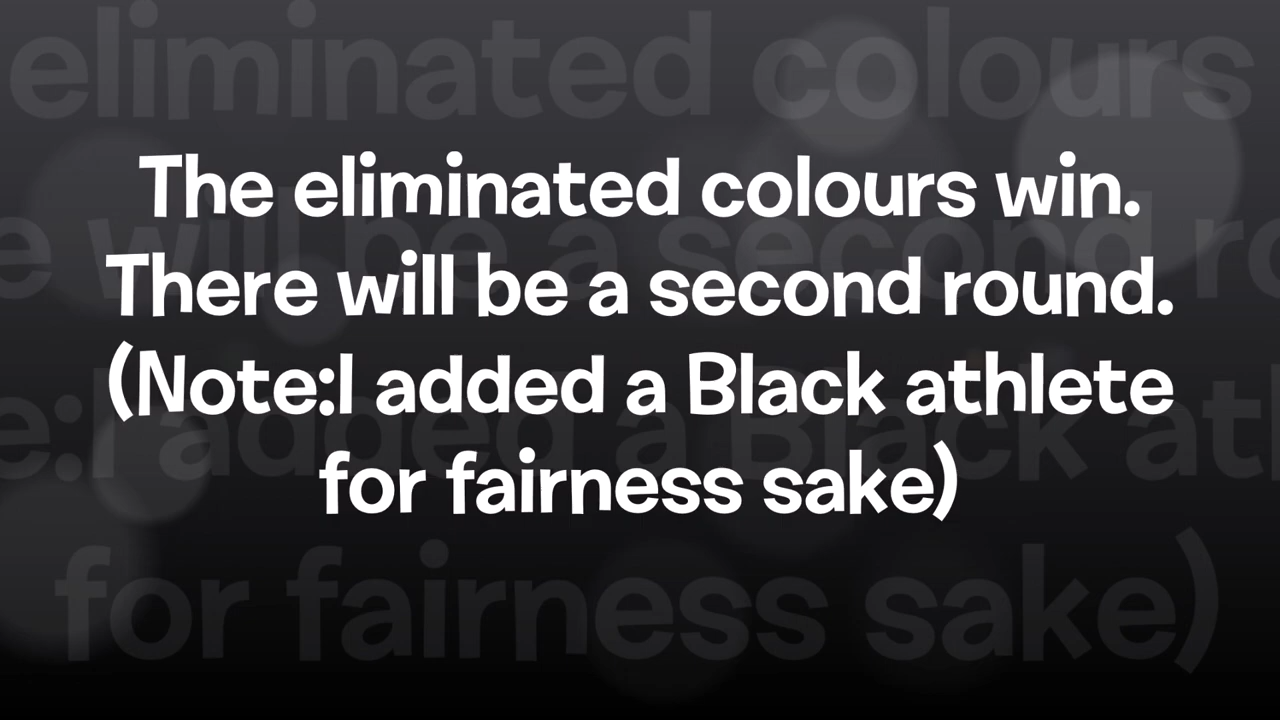 The eliminated colours win.
There will be a second round.
(Note:I added a Black athlete
for fairness sake)